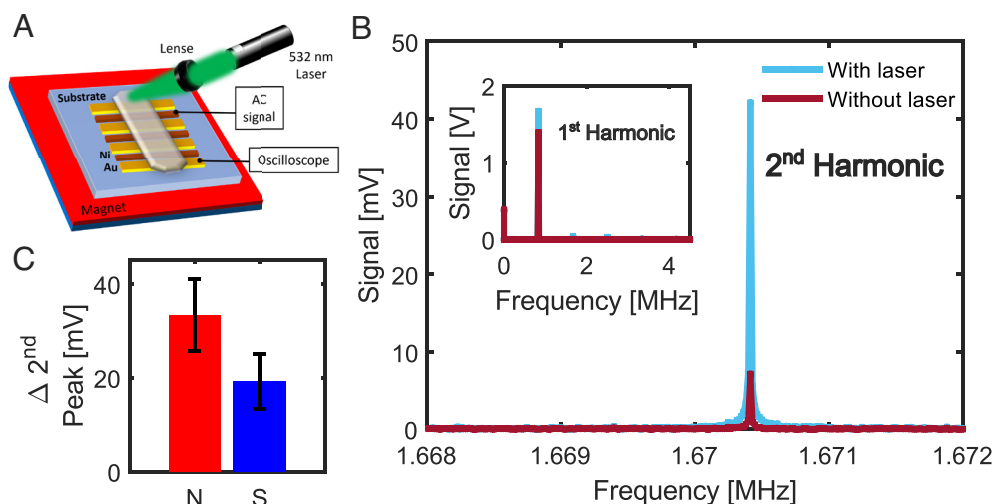 A
Lense
532 nm
Laser
Substrate
AC
signal
Oscilloscope
Ni
Au
Magnet
B
50
40
30
20
10
0
Signal [mV]
1.668
1.669
1.67
1.671
1.672
Frequency [MHz]
With laser
Without laser
2nd Harmonic
2
1
0
Signal [V]
1st Harmonic
0
2
4
Frequency [MHz]
C
40
20
0
Δ 2nd
Peak [mV]
N
S